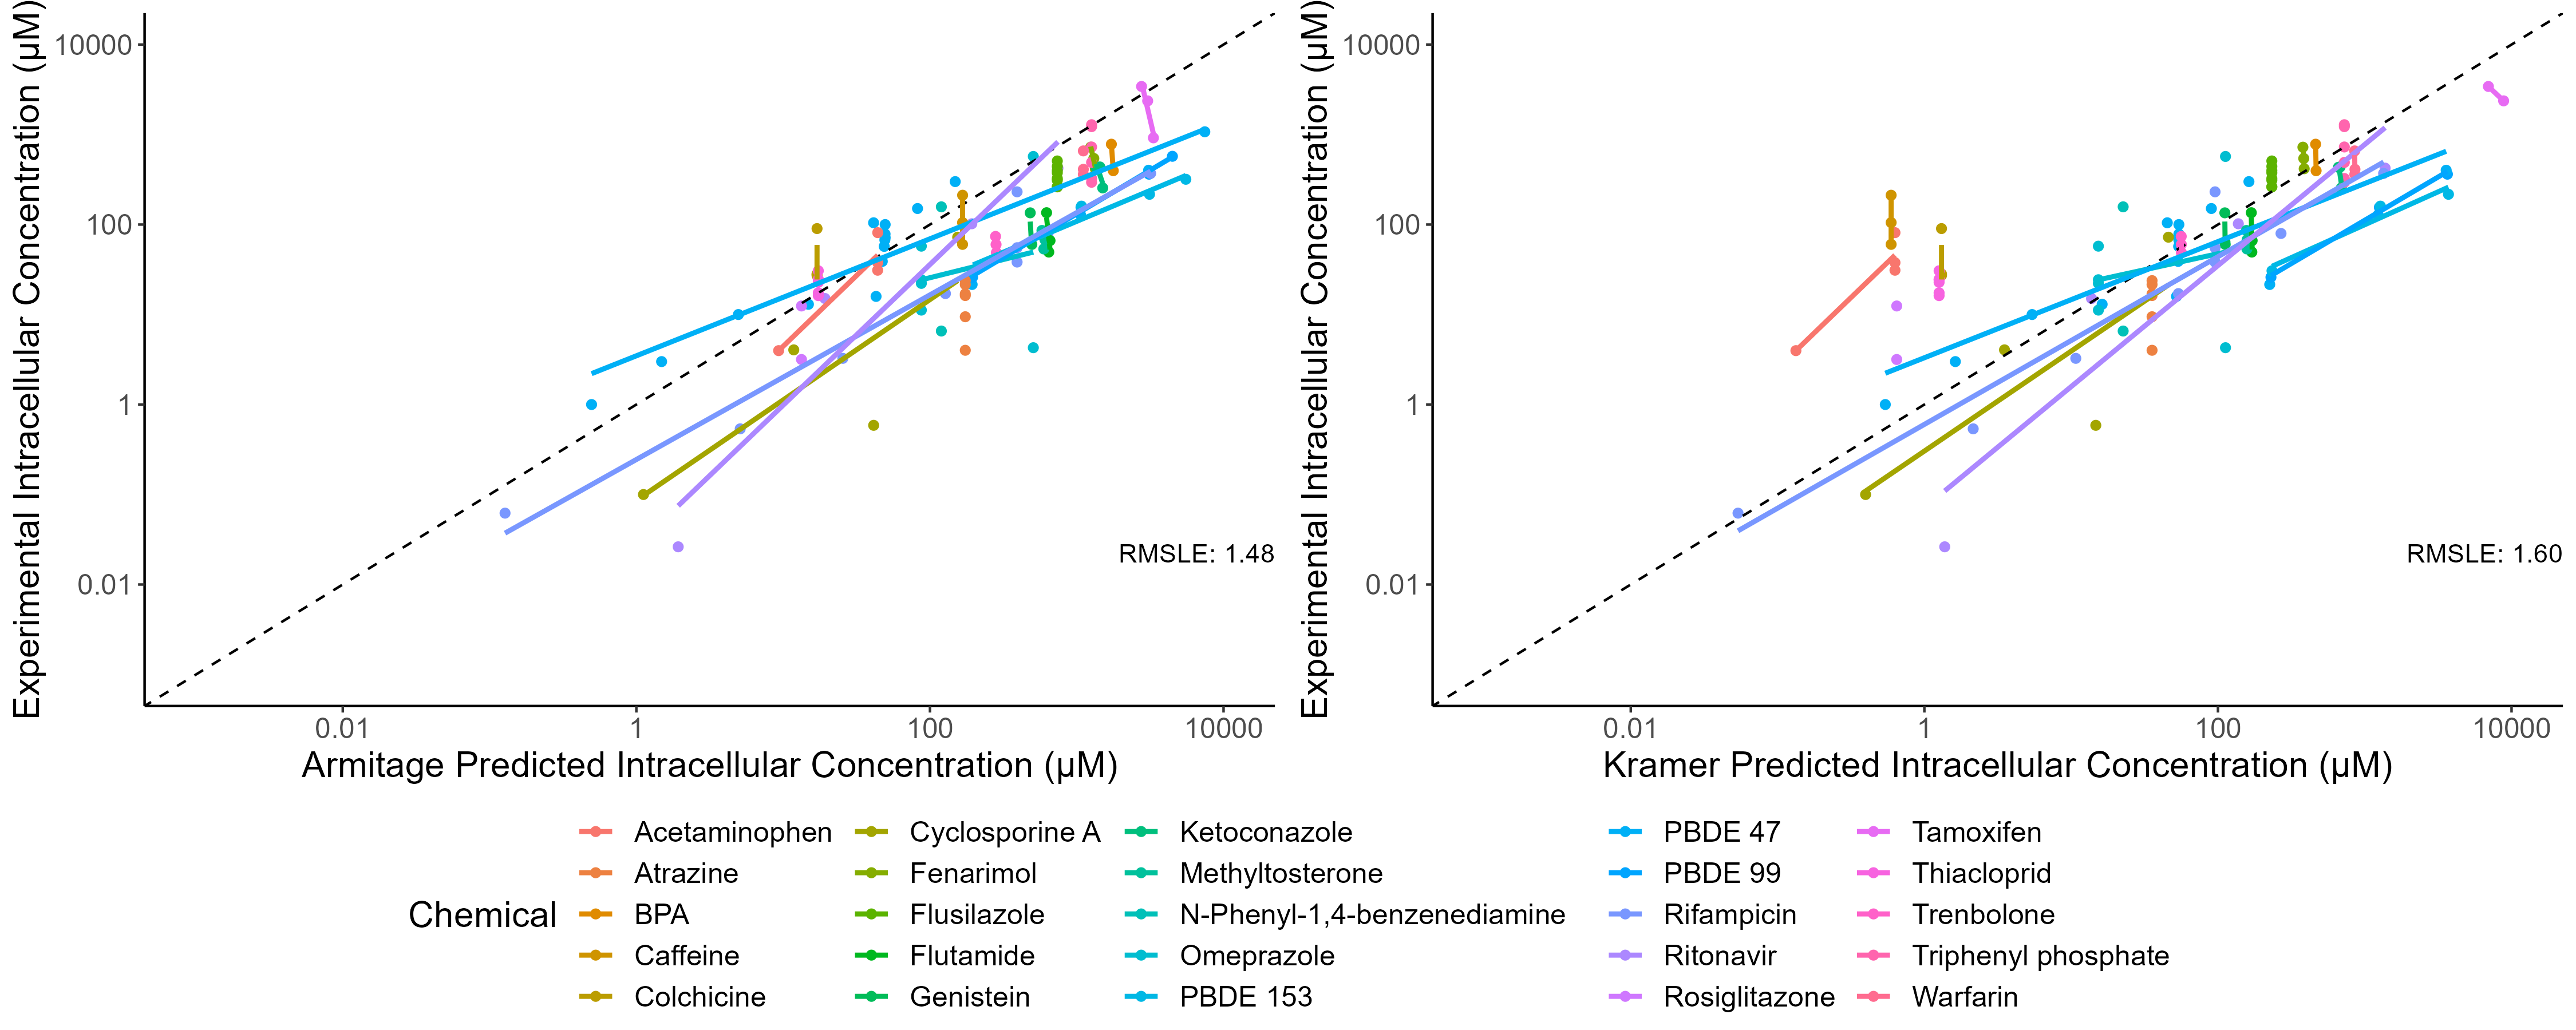 Experimental Intracellular Concentration (µM)
10000
100
1
0.01
RMSLE: 1.48
0.01
1
100
10000
Armitage Predicted Intracellular Concentration (µM)
Experimental Intracellular Concentration (µM)
10000
100
1
0.01
RMSLE: 1.60
0.01
1
100
10000
Kramer Predicted Intracellular Concentration (µM)
Chemical
Acetaminophen
Atrazine
BPA
Caffeine
Colchicine
Cyclosporine A
Fenarimol
Flusilazole
Flutamide
Genistein
Ketoconazole
Methyltosterone
N-Phenyl-1,4-benzenediamine
Omeprazole
PBDE 153
PBDE 47
PBDE 99
Rifampicin
Ritonavir
Rosiglitazone
Tamoxifen
Thiacloprid
Trenbolone
Triphenyl phosphate
Warfarin